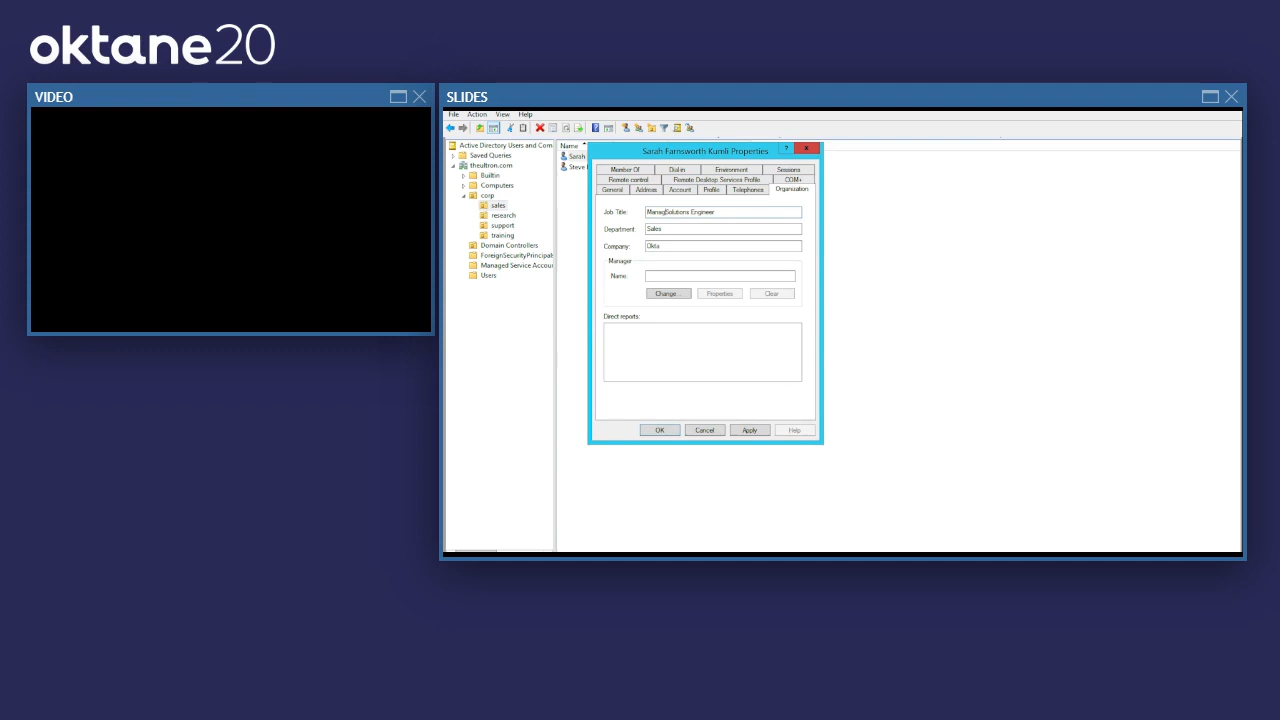 oktane20
VIDEO
SLIDES
File Action View Help
Active Directory Users and Com
Saved Queries
theultron.com
Builtin
Computers
corp
sales
research
support
training
Domain Controllers
ForeignSecurityPrincipals
Managed Service Accou
Users
Name
Sarah
Steve
Sarah Farnsworth Kumli Properties
? x
Member Of Dial-in Environment Sessions
Remote control Remote Desktop Services Profile COM+
General Address Account Profile Telephones Organization
Job Title: ManagSolutions Engineer
Department: Sales
Company: Okta
Manager
Name:
Change... Properties Clear
Direct reports:
OK Cancel Apply Help